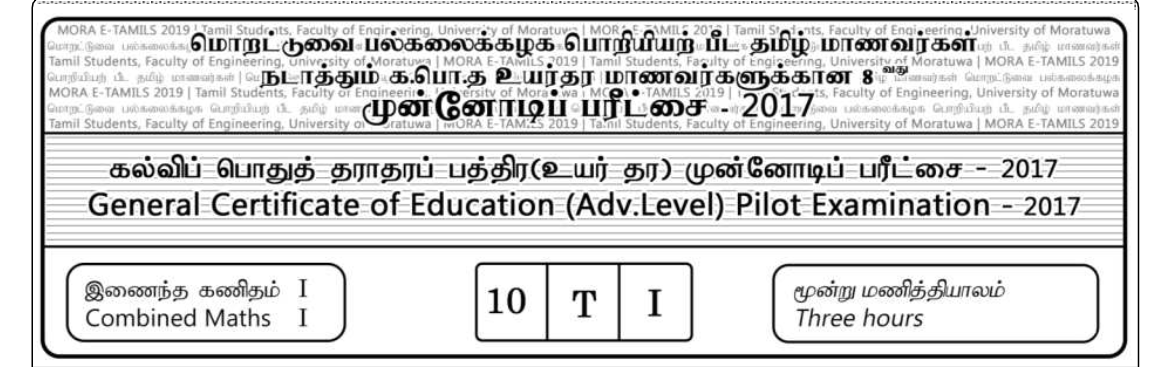 MORA E-TAMILS 2019 | Tamil Students, Faculty of Engineering, University of Moratuwa | MORA E-TAMILS 2019 | Tamil Students, Faculty of Engineering, University of Moratuwa
மொறட்டுவை பல்கலைக்கழக பொறியியற் பீட தமிழ் மாணவர்கள்
Tamil Students, Faculty of Engineering, University of Moratuwa | MORA E-TAMILS 2019 | Tamil Students, Faculty of Engineering, University of Moratuwa | MORA E-TAMILS 2019
நடாத்தும் க.பொ.த உயர்தர மாணவர்களுக்கான 8 வது
MORA E-TAMILS 2019 | Tamil Students, Faculty of Engineering, University of Moratuwa | MORA E-TAMILS 2019 | Tamil Students, Faculty of Engineering, University of Moratuwa
முன்னோடிப் பரீட்சை - 2017
Tamil Students, Faculty of Engineering, University of Moratuwa | MORA E-TAMILS 2019 | Tamil Students, Faculty of Engineering, University of Moratuwa | MORA E-TAMILS 2019
கல்விப் பொதுத் தராதரப் பத்திர(உயர் தர) முன்னோடிப் பரீட்சை - 2017
General Certificate of Education (Adv.Level) Pilot Examination - 2017
இணைந்த கணிதம் I
Combined Maths I
10 T I
மூன்று மணித்தியாலம்
Three hours